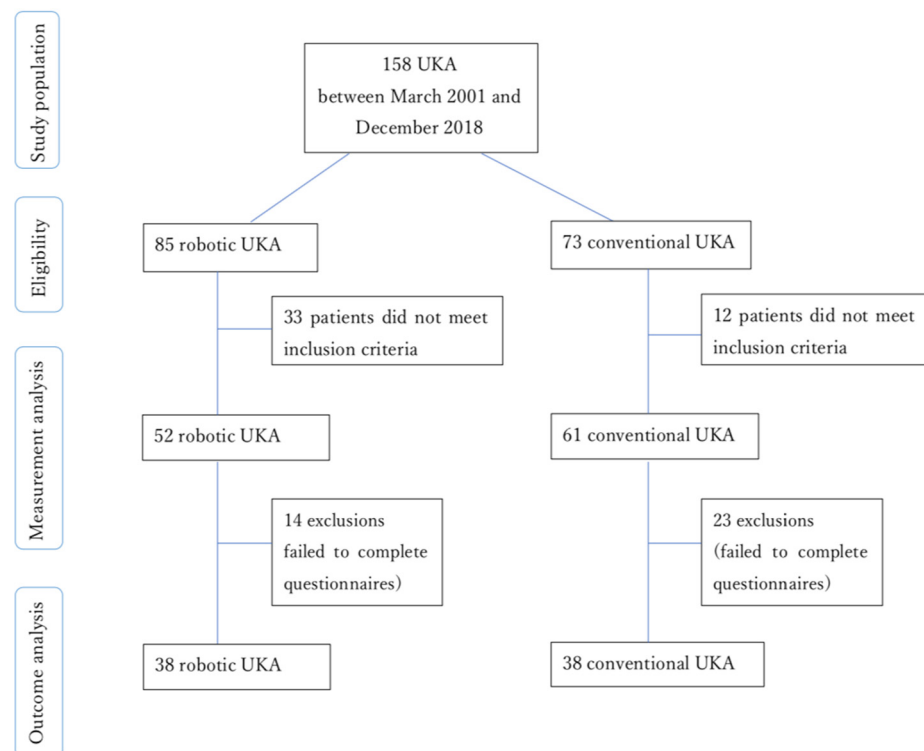 Study population
158 UKA
between March 2001 and
December 2018
Eligibility
85 robotic UKA
73 conventional UKA
33 patients did not meet
inclusion criteria
12 patients did not meet
inclusion criteria
Measurement analysis
52 robotic UKA
61 conventional UKA
14 exclusions
failed to complete
questionnaires)
23 exclusions
(failed to complete
questionnaires)
Outcome analysis
38 robotic UKA
38 conventional UKA